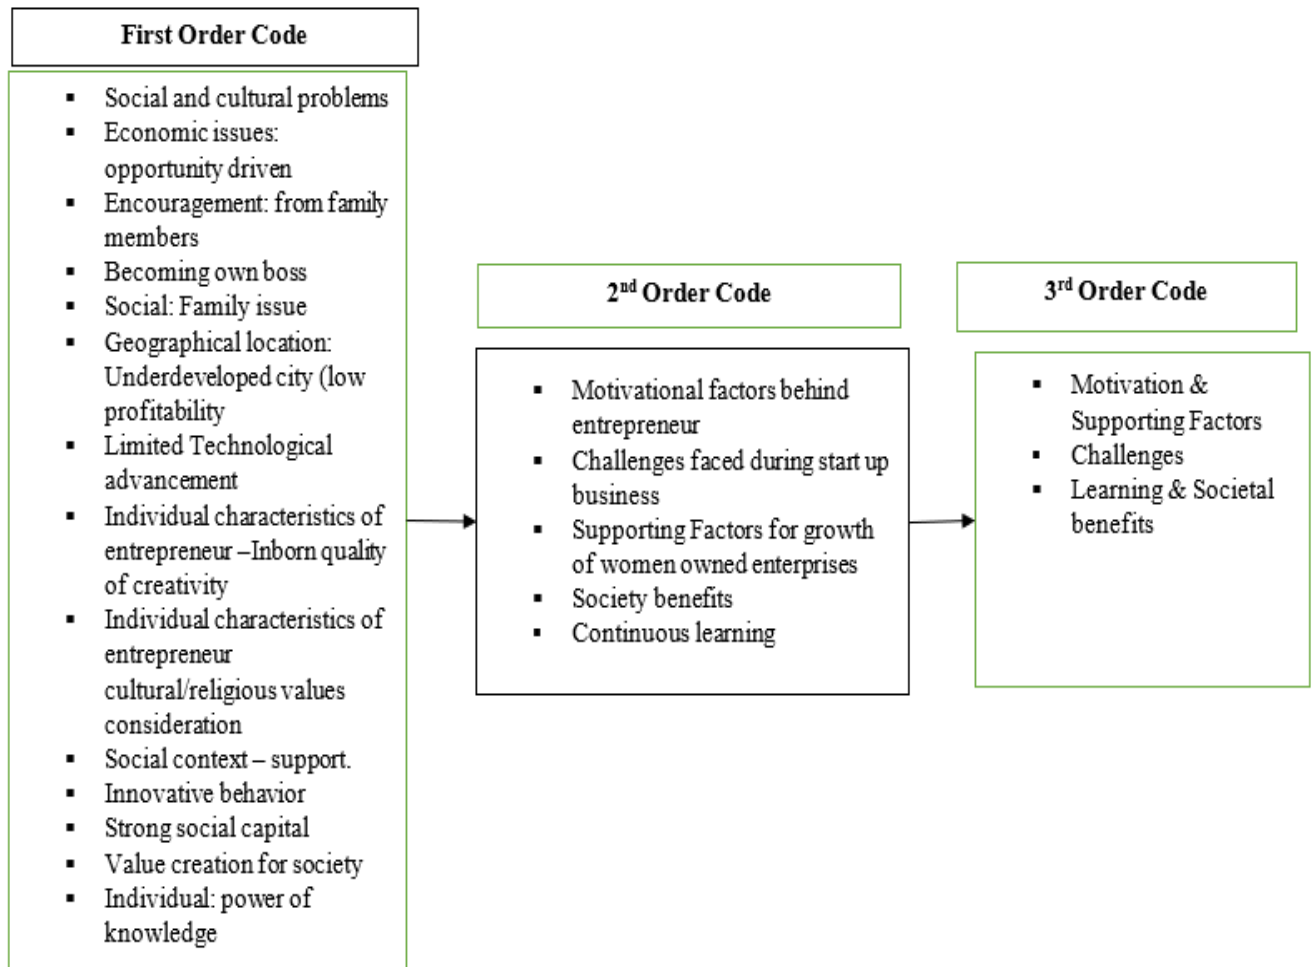 First Order Code
▪ Social and cultural problems
▪ Economic issues:
opportunity driven
▪ Encouragement: from family
members
▪ Becoming own boss
▪ Social: Family issue
▪ Geographical location:
Underdeveloped city (low
profitability
▪ Limited Technological
advancement
▪ Individual characteristics of
entrepreneur –Inborn quality
of creativity
▪ Individual characteristics of
entrepreneur
cultural/religious values
consideration
▪ Social context – support.
▪ Innovative behavior
▪ Strong social capital
▪ Value creation for society
▪ Individual: power of
knowledge
2nd Order Code
▪ Motivational factors behind
entrepreneur
▪ Challenges faced during start up
business
▪ Supporting Factors for growth
of women owned enterprises
▪ Society benefits
▪ Continuous learning
3rd Order Code
▪ Motivation &
Supporting Factors
▪ Challenges
▪ Learning & Societal
benefits